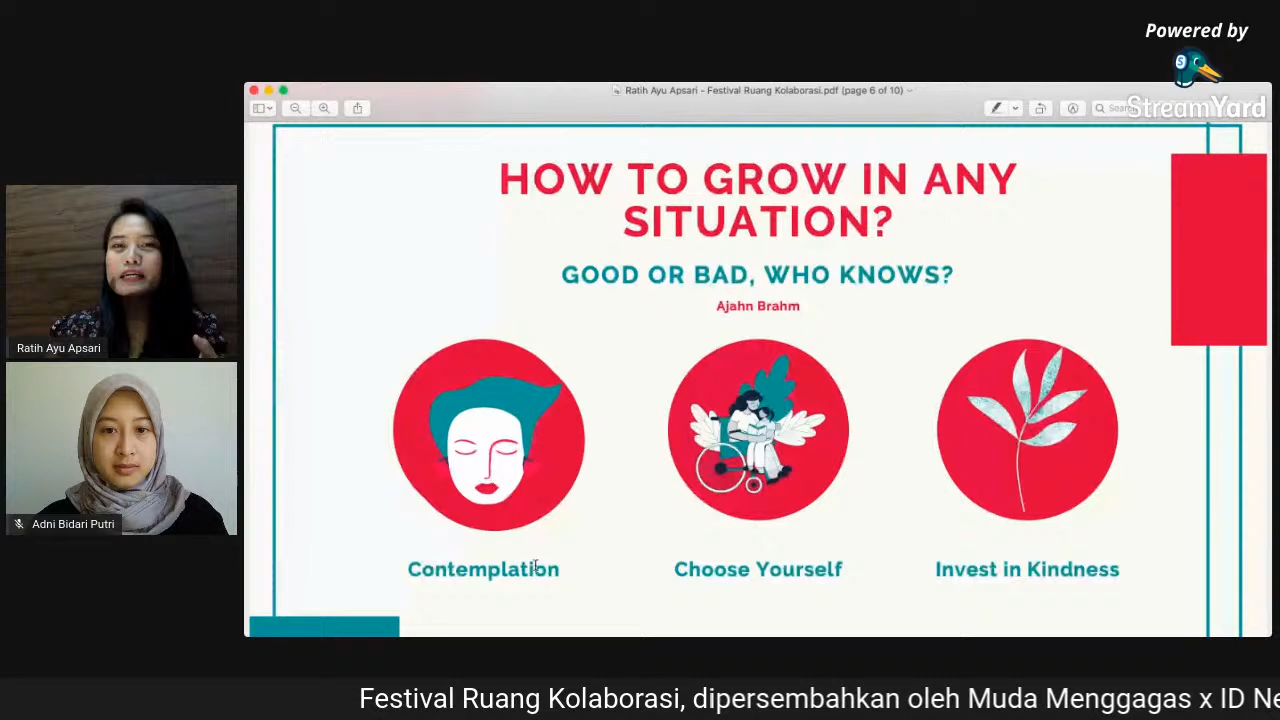 Powered by
S
StreamYard
Ratih Ayu Apsari - Festival Ruang Kolaborasi.pdf (page 6 of 10)
HOW TO GROW IN ANY
SITUATION?
GOOD OR BAD, WHO KNOWS?
Ajahn Brahm
Ratih Ayu Apsari
Adni Bidari Putri
Contemplation
Choose Yourself
Invest in Kindness
Festival Ruang Kolaborasi, dipersembahkan oleh Muda Menggagas x ID Ne